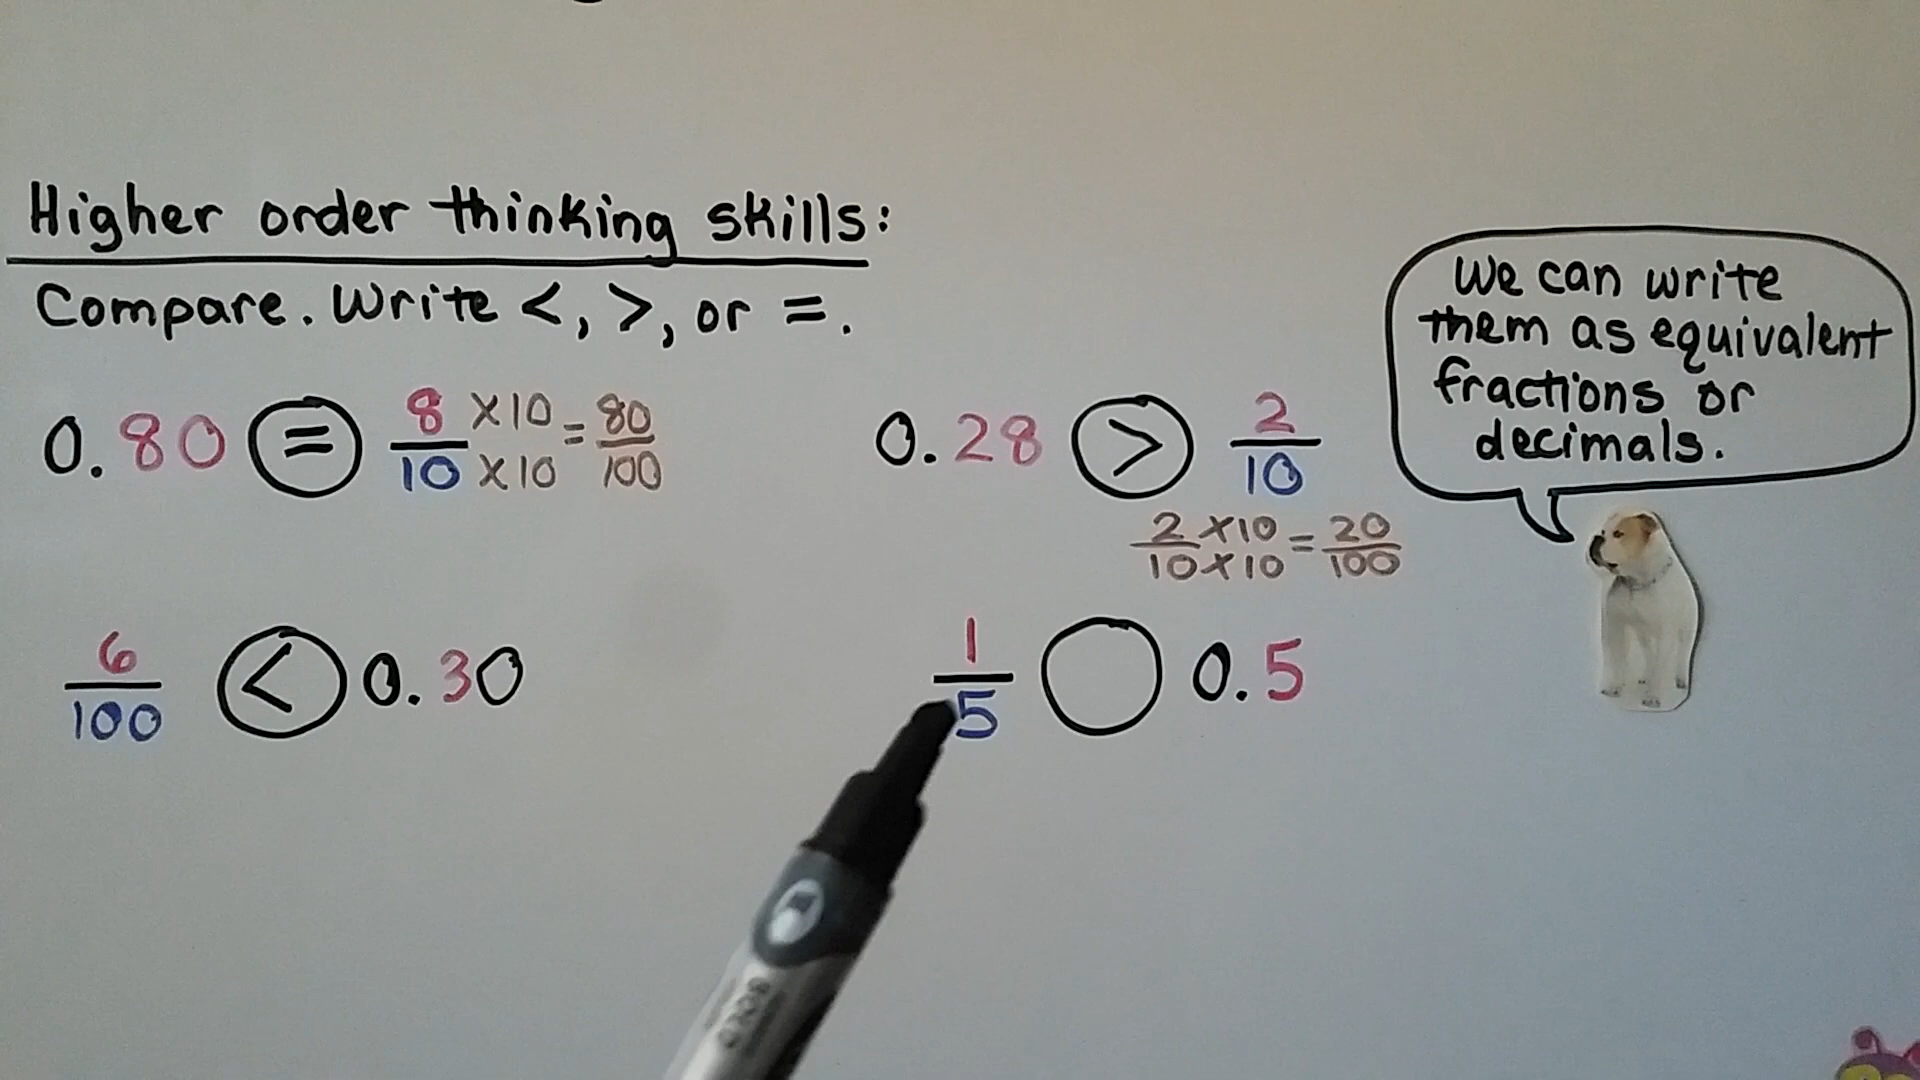 Higher order thinking skills:
Compare. Write <, >, or =.
We can write
them as equivalent
fractions or
decimals.
0.80 = 8/10 ×10/×10 = 80/100
0.28 > 2/10
2/10 ×10/×10 = 20/100
6/100 < 0.30
1/5 0.5